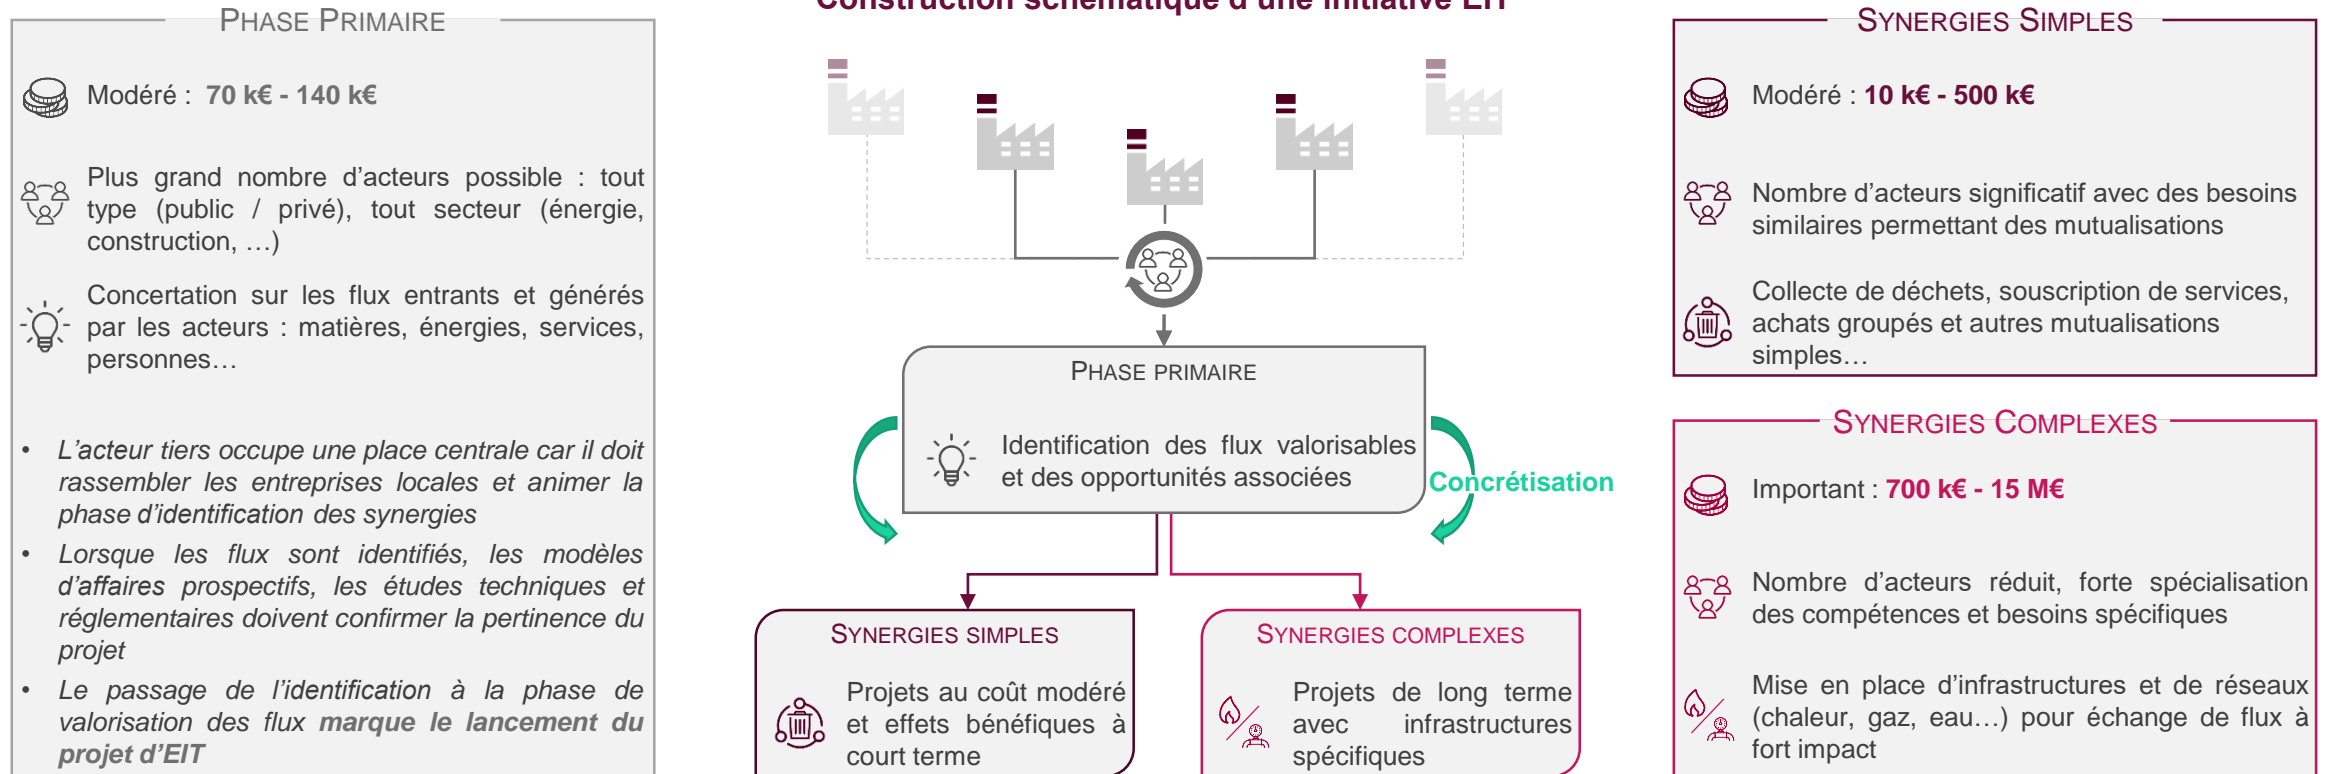 Construction schématique d'une initiative EIT
PHASE PRIMAIRE
Modéré : 70 k€ - 140 k€
Plus grand nombre d'acteurs possible : tout
type (public / privé), tout secteur (énergie,
construction, …)
Concertation sur les flux entrants et générés
par les acteurs : matières, énergies, services,
personnes…
• L'acteur tiers occupe une place centrale car il doit
rassembler les entreprises locales et animer la
phase d'identification des synergies
• Lorsque les flux sont identifiés, les modèles
d'affaires prospectifs, les études techniques et
réglementaires doivent confirmer la pertinence du
projet
• Le passage de l'identification à la phase de
valorisation des flux marque le lancement du
projet d'EIT
PHASE PRIMAIRE
Identification des flux valorisables
et des opportunités associées
Concrétisation
SYNERGIES SIMPLES
Projets au coût modéré
et effets bénéfiques à
court terme
SYNERGIES COMPLEXES
Projets de long terme
avec infrastructures
spécifiques
SYNERGIES SIMPLES
Modéré : 10 k€ - 500 k€
Nombre d'acteurs significatif avec des besoins
similaires permettant des mutualisations
Collecte de déchets, souscription de services,
achats groupés et autres mutualisations
simples…
SYNERGIES COMPLEXES
Important : 700 k€ - 15 M€
Nombre d'acteurs réduit, forte spécialisation
des compétences et besoins spécifiques
Mise en place d'infrastructures et de réseaux
(chaleur, gaz, eau…) pour échange de flux à
fort impact